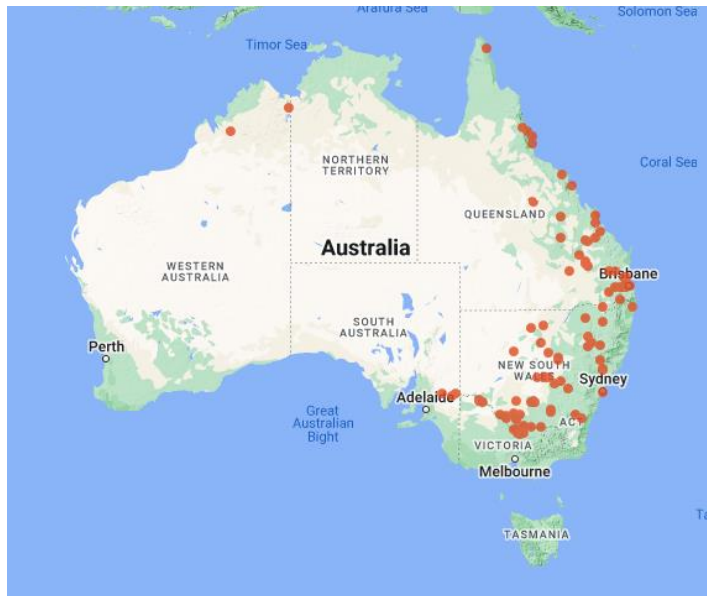 Arafura Sea
Solomon Sea
Timor Sea
Coral Sea
NORTHERN
TERRITORY
QUEENSLAND
Australia
WESTERN
AUSTRALIA
Brisbane
SOUTH
AUSTRALIA
Perth
NEW SOUTH
WALES
Sydney
Adelaide
Great
Australian
Bight
ACT
VICTORIA
Melbourne
Ta
TASMANIA